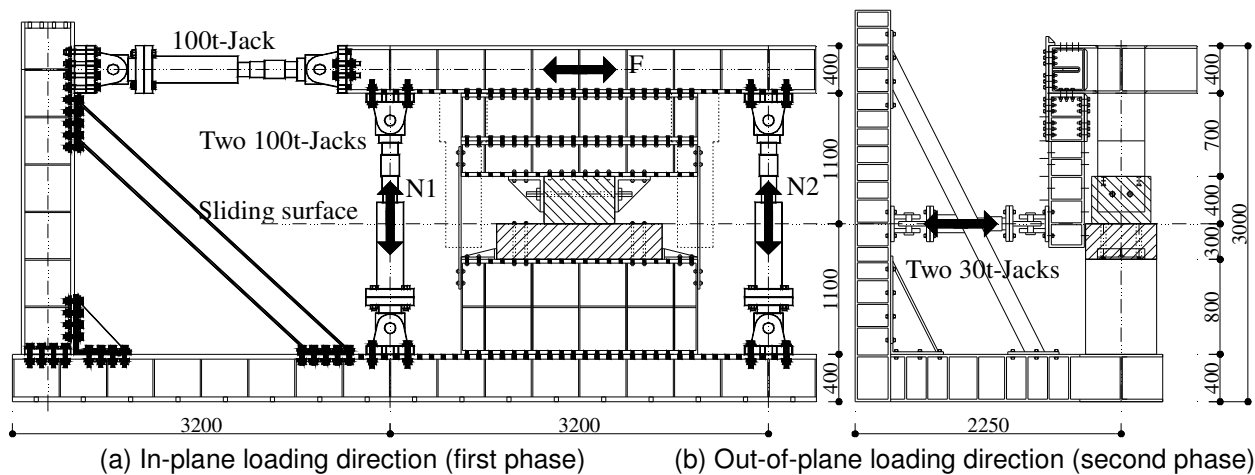 100t-Jack
F
400
Two 100t-Jacks
1100
N1
N2
Sliding surface
1100
400
3200
3200
(a) In-plane loading direction (first phase)
400
700
400
3000
300
Two 30t-Jacks
800
400
2250
(b) Out-of-plane loading direction (second phase)